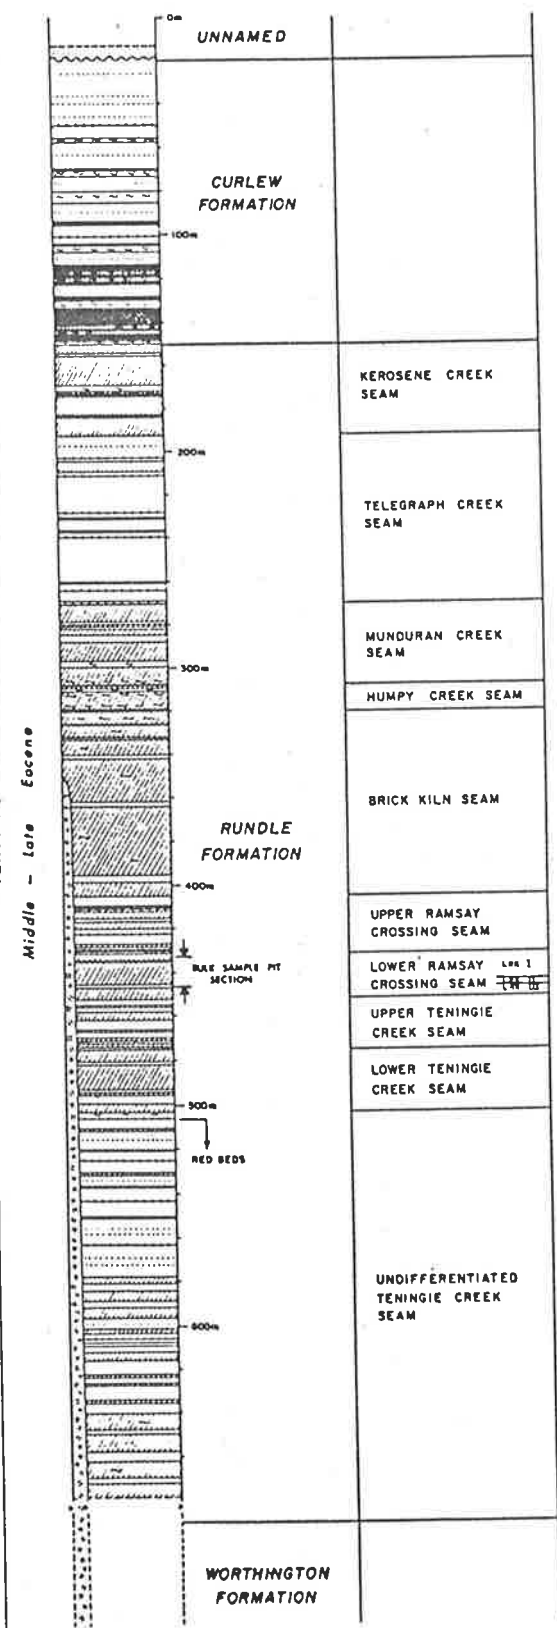 0m
UNNAMED
CURLEW
FORMATION
100m
KEROSENE CREEK
SEAM
200m
TELEGRAPH CREEK
SEAM
MUNDURAN CREEK
SEAM
300m
HUMPY CREEK SEAM
Middle - Late Eocene
BRICK KILN SEAM
RUNDLE
FORMATION
400m
UPPER RAMSAY
CROSSING SEAM
BULK SAMPLE PIT
SECTION
LOWER RAMSAY
CROSSING SEAM
UPPER TENINGIE
CREEK SEAM
LOWER TENINGIE
CREEK SEAM
500m
RED BEDS
UNDIFFERENTIATED
TENINGIE CREEK
SEAM
600m
WORTHINGTON
FORMATION